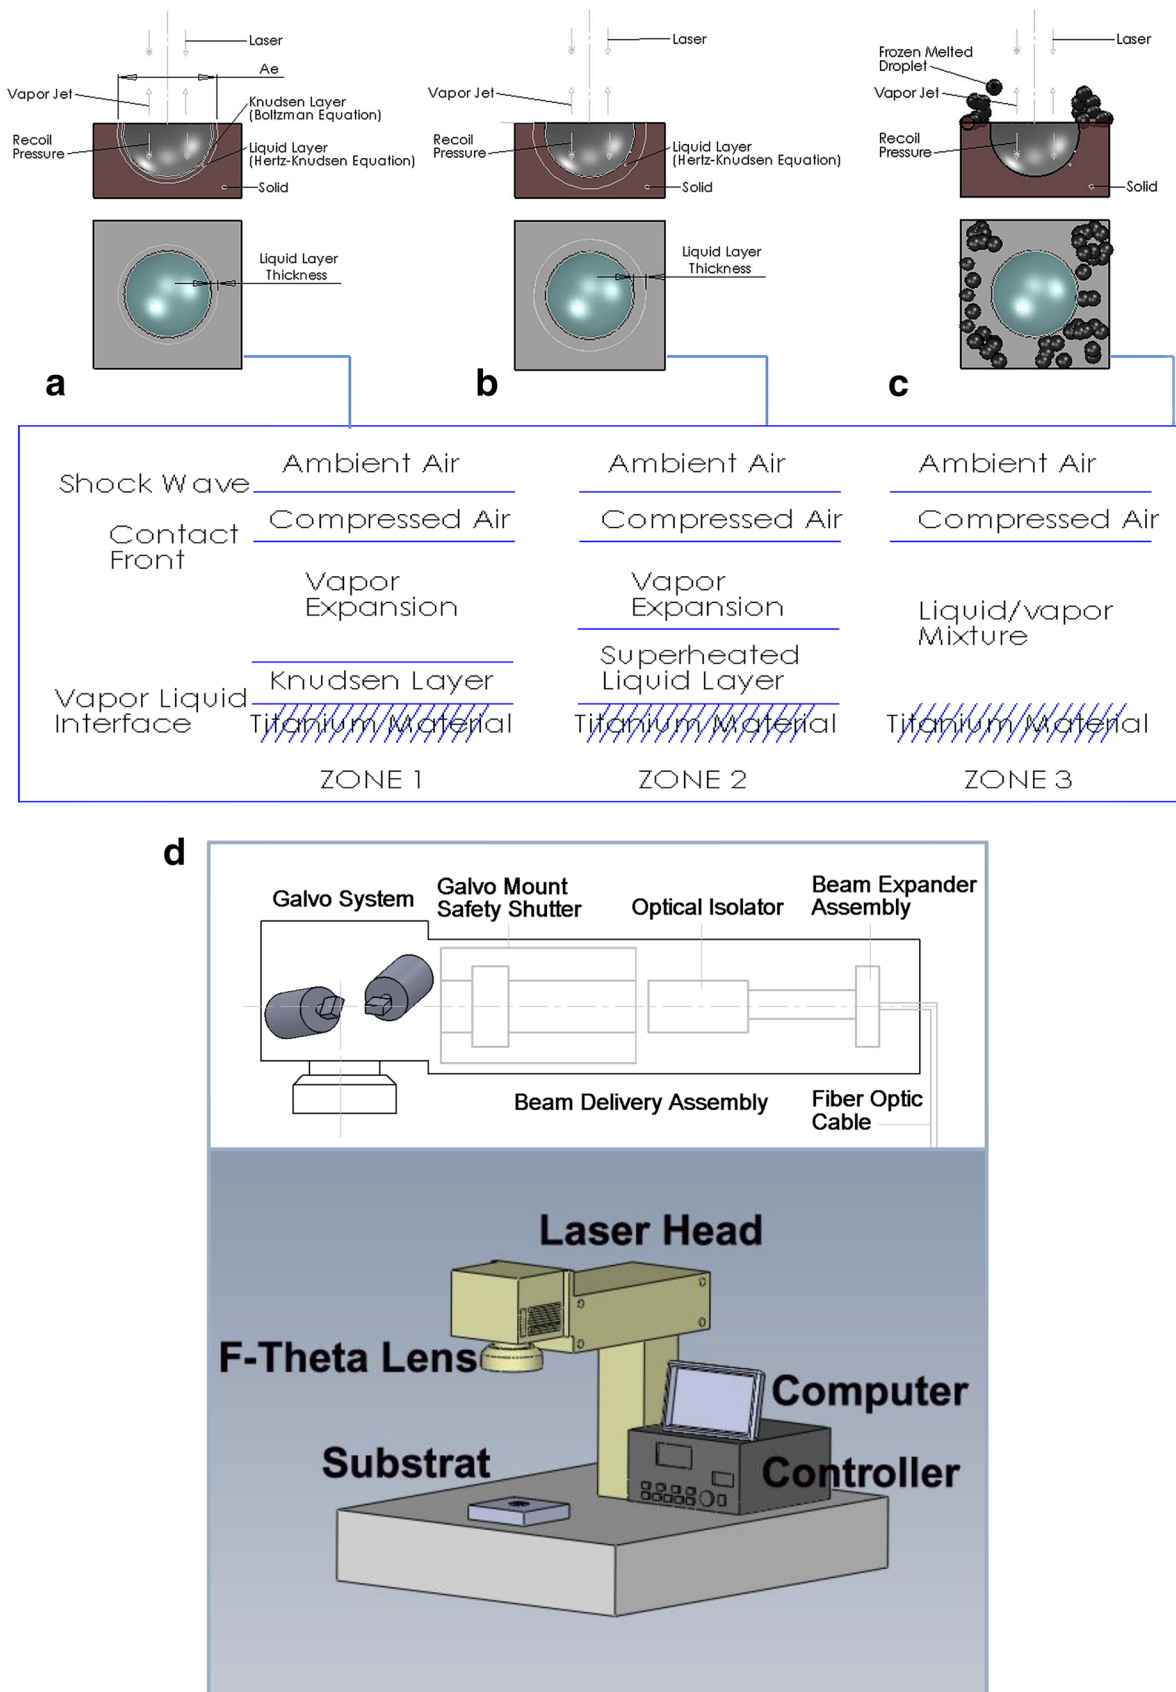 Laser
Ae
Vapor Jet
Knudsen Layer
(Boltzman Equation)
Recoil
Pressure
Liquid Layer
(Hertz-Knudsen Equation)
Solid
Liquid Layer
Thickness
a
Laser
Vapor Jet
Recoil
Pressure
Liquid Layer
(Hertz-Knudsen Equation)
Solid
Liquid Layer
Thickness
b
Laser
Frozen Melted
Droplet
Vapor Jet
Recoil
Pressure
Solid
c
Shock Wave
Contact
Front
Vapor Liquid
Interface
Ambient Air
Compressed Air
Vapor
Expansion
Knudsen Layer
Titanium Material
ZONE 1
Ambient Air
Compressed Air
Vapor
Expansion
Superheated
Liquid Layer
Titanium Material
ZONE 2
Ambient Air
Compressed Air
Liquid/vapor
Mixture
Titanium Material
ZONE 3
d
Galvo System
Galvo Mount
Safety Shutter
Optical Isolator
Beam Expander
Assembly
Beam Delivery Assembly
Fiber Optic
Cable
Laser Head
F-Theta Lens
Computer
Controller
Substrat